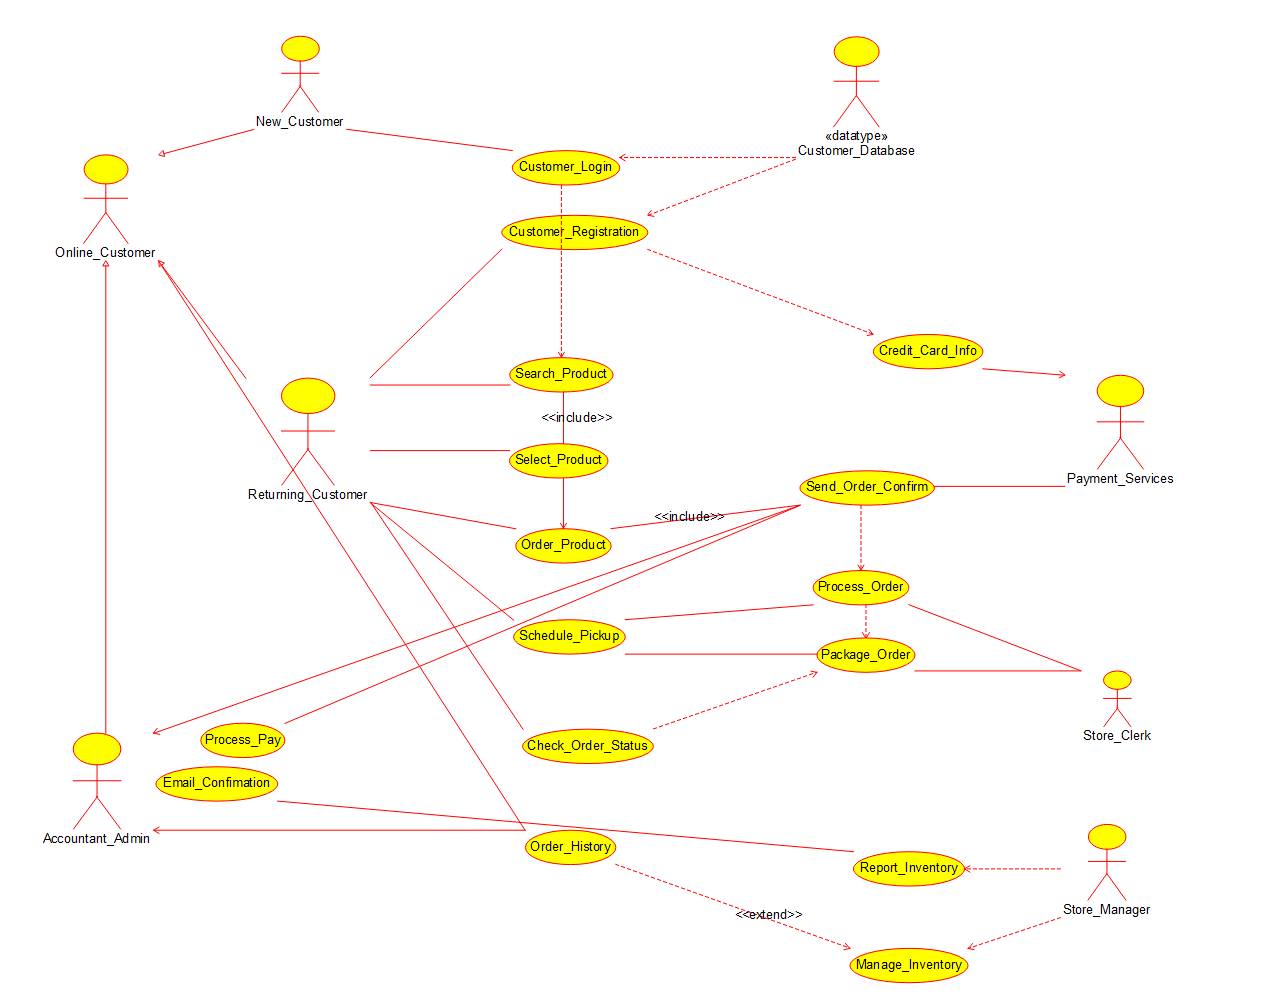 New_Customer
«datatype»
Customer_Database
Customer_Login
Customer_Registration
Online_Customer
Credit_Card_Info
Search_Product
<<include>>
Select_Product
Payment_Services
Send_Order_Confirm
Returning_Customer
<<include>>
Order_Product
Process_Order
Schedule_Pickup
Package_Order
Store_Clerk
Process_Pay
Check_Order_Status
Email_Confimation
Accountant_Admin
Order_History
Report_Inventory
Store_Manager
<<extend>>
Manage_Inventory